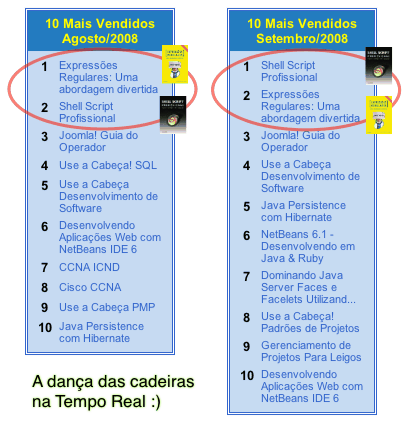 10 Mais Vendidos
Agosto/2008
1 Expressões
Regulares: Uma
abordagem divertida
2 Shell Script
Profissional
3 Joomla! Guia do
Operador
4 Use a Cabeça! SQL
5 Use a Cabeça
Desenvolvimento de
Software
6 Desenvolvendo
Aplicações Web com
NetBeans IDE 6
7 CCNA ICND
8 Cisco CCNA
9 Use a Cabeça PMP
10 Java Persistence
com Hibernate
A dança das cadeiras
na Tempo Real :)
10 Mais Vendidos
Setembro/2008
1 Shell Script
Profissional
2 Expressões
Regulares: Uma
abordagem divertida
3 Joomla! Guia do
Operador
4 Use a Cabeça
Desenvolvimento de
Software
5 Java Persistence
com Hibernate
6 NetBeans 6.1 -
Desenvolvendo em
Java & Ruby
7 Dominando Java
Server Faces e
Facelets Utilizand...
8 Use a Cabeça!
Padrões de Projetos
9 Gerenciamento de
Projetos Para Leigos
10 Desenvolvendo
Aplicações Web com
NetBeans IDE 6